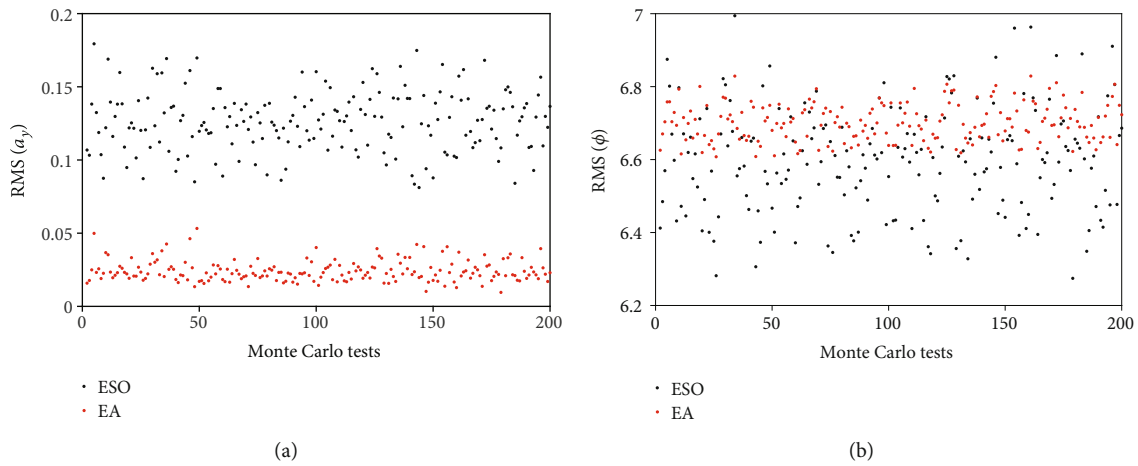 0.2
0.15
0.1
0.05
0
RMS (a_y)
0 50 100 150 200
Monte Carlo tests
ESO
EA
(a)
7
6.8
6.6
6.4
6.2
RMS (ϕ)
0 50 100 150 200
Monte Carlo tests
ESO
EA
(b)